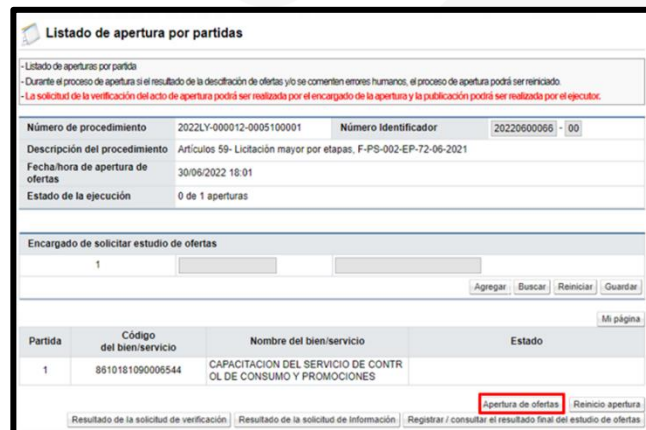 Listado de apertura por partidas
- Listado de aperturas por partida
- Durante el proceso de apertura si el resultado de la descifración de ofertas y/o se comenten errores humanos, el proceso de apertura podrá ser reiniciado.
- La solicitud de la verificación del acto de apertura podrá ser realizada por el encargado de la apertura y la publicación podrá ser realizada por el ejecutor.
Número de procedimiento 2022LY-000012-0005100001 Número Identificador 20220600066 - 00
Descripción del procedimiento Artículos 59- Licitación mayor por etapas, F-PS-002-EP-72-06-2021
Fecha/hora de apertura de ofertas 30/06/2022 18:01
Estado de la ejecución 0 de 1 aperturas
Encargado de solicitar estudio de ofertas
1
Agregar Buscar Reiniciar Guardar
Mi página
Partida Código del bien/servicio Nombre del bien/servicio Estado
1 8610181090006544 CAPACITACION DEL SERVICIO DE CONTR
OL DE CONSUMO Y PROMOCIONES
Apertura de ofertas Reinicio apertura
Resultado de la solicitud de verificación Resultado de la solicitud de Información Registrar / consultar el resultado final del estudio de ofertas